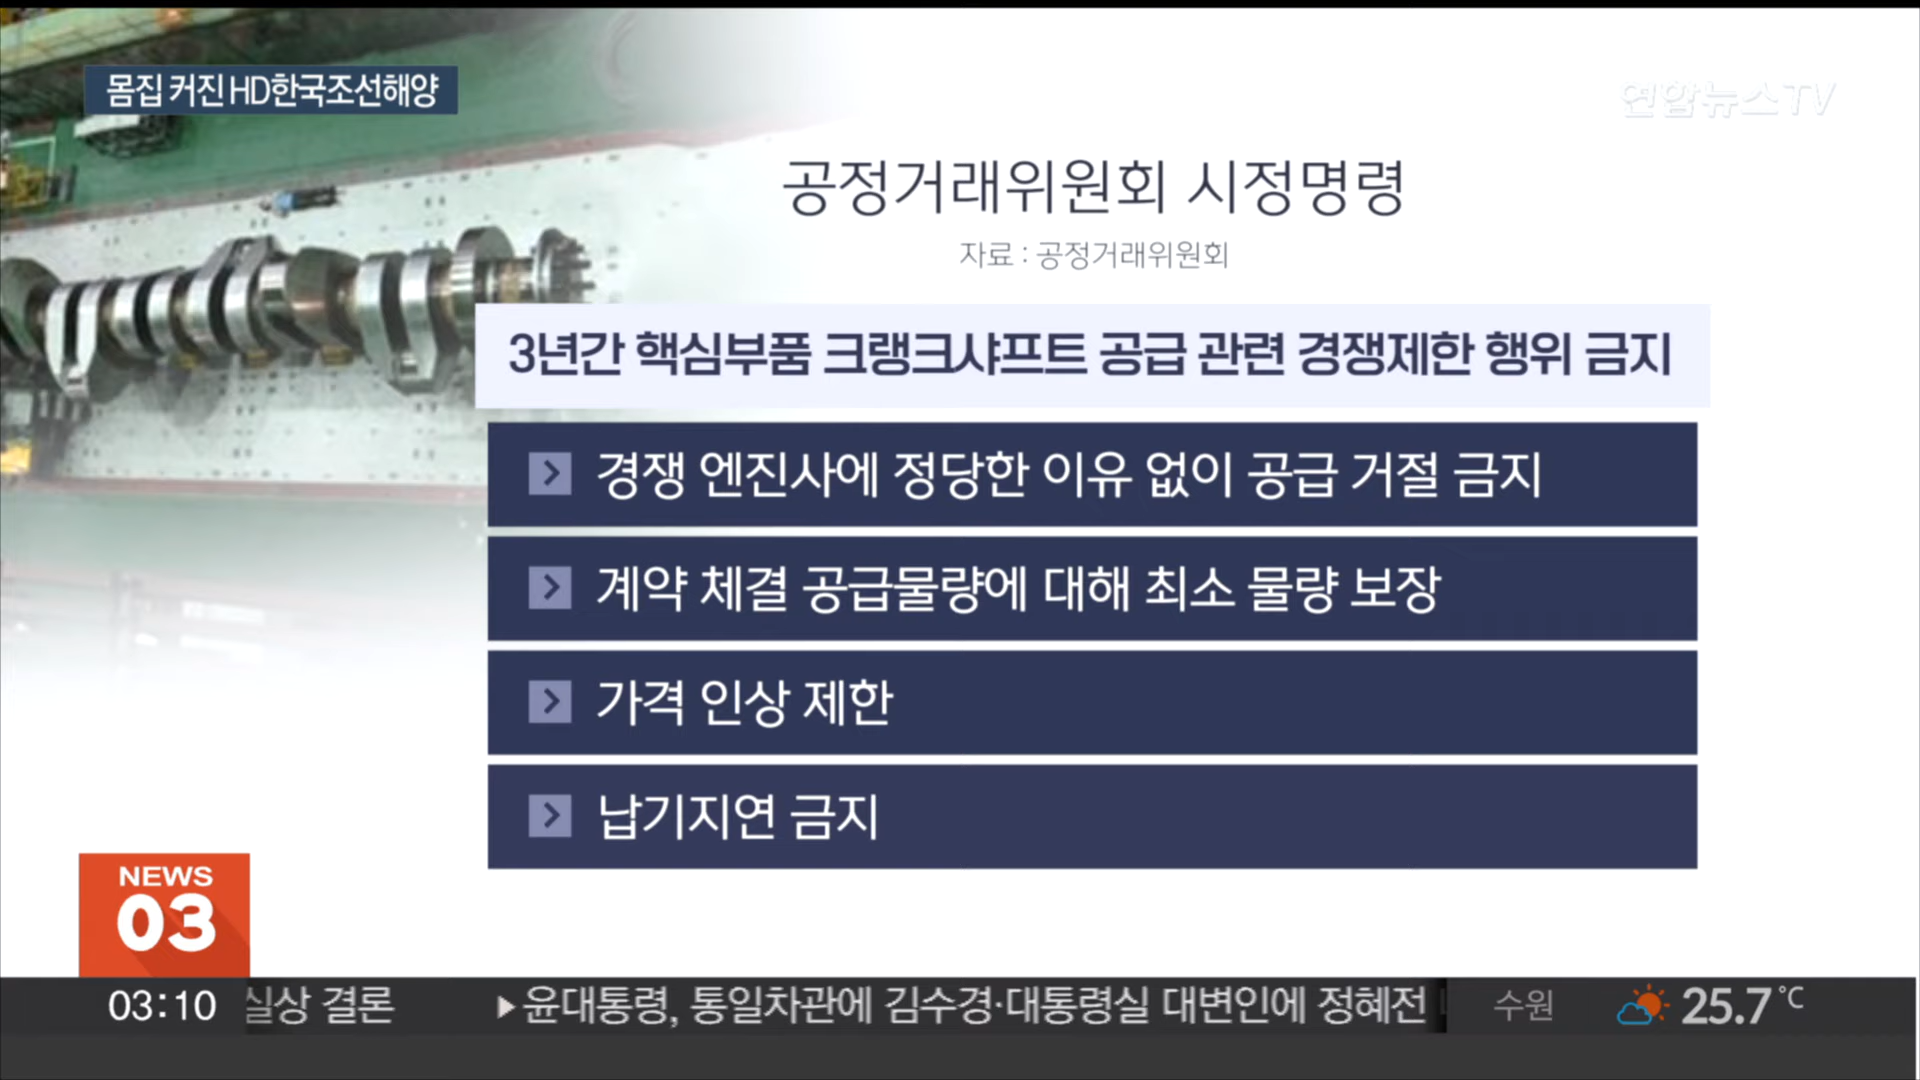 몸집 커진 HD한국조선해양
연합뉴스TV
공정거래위원회 시정명령
자료 : 공정거래위원회
3년간 핵심부품 크랭크샤프트 공급 관련 경쟁제한 행위 금지
경쟁 엔진사에 정당한 이유 없이 공급 거절 금지
계약 체결 공급물량에 대해 최소 물량 보장
가격 인상 제한
납기지연 금지
NEWS
03
03:10 실상 결론 ▶윤대통령, 통일차관에 김수경·대통령실 대변인에 정혜전 수원 25.7℃